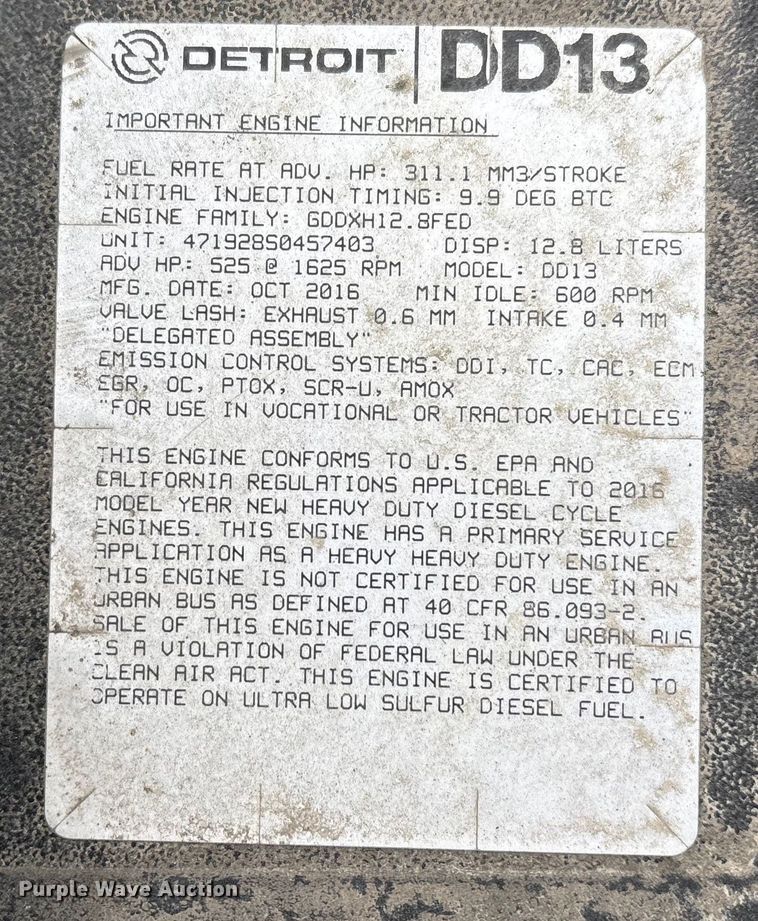 DETROIT DD13
IMPORTANT ENGINE INFORMATION
FUEL RATE AT ADV. HP: 311.1 MM3/STROKE
INITIAL INJECTION TIMING: 9.9 DEG BTC
ENGINE FAMILY: GDDXH12.8FED
UNIT: 471928S0457403 DISP: 12.8 LITERS
ADV HP: 525 @ 1625 RPM MODEL: DD13
MFG. DATE: OCT 2016 MIN IDLE: 600 RPM
VALVE LASH: EXHAUST 0.6 MM INTAKE 0.4 MM
"DELEGATED ASSEMBLY"
EMISSION CONTROL SYSTEMS: DDI, TC, CAC, ECM,
EGR, OC, PTOX, SCR-U, AMOX
"FOR USE IN VOCATIONAL OR TRACTOR VEHICLES"
THIS ENGINE CONFORMS TO U.S. EPA AND
CALIFORNIA REGULATIONS APPLICABLE TO 2016
MODEL YEAR NEW HEAVY DUTY DIESEL CYCLE
ENGINES. THIS ENGINE HAS A PRIMARY SERVICE
APPLICATION AS A HEAVY HEAVY DUTY ENGINE.
THIS ENGINE IS NOT CERTIFIED FOR USE IN AN
URBAN BUS AS DEFINED AT 40 CFR 86.093-2.
SALE OF THIS ENGINE FOR USE IN AN URBAN BUS
IS A VIOLATION OF FEDERAL LAW UNDER THE
CLEAN AIR ACT. THIS ENGINE IS CERTIFIED TO
OPERATE ON ULTRA LOW SULFUR DIESEL FUEL.
Purple Wave Auction